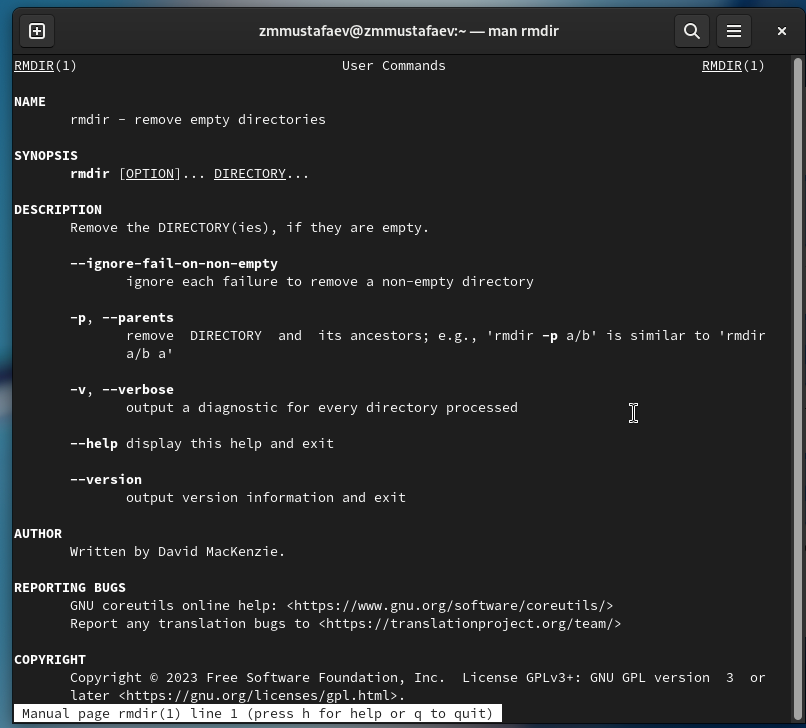 zmmustafaev@zmmustafaev:~ — man rmdir
RMDIR(1) User Commands RMDIR(1)
NAME
rmdir - remove empty directories
SYNOPSIS
rmdir [OPTION]... DIRECTORY...
DESCRIPTION
Remove the DIRECTORY(ies), if they are empty.
--ignore-fail-on-non-empty
ignore each failure to remove a non-empty directory
-p, --parents
remove DIRECTORY and its ancestors; e.g., 'rmdir -p a/b' is similar to 'rmdir
a/b a'
-v, --verbose
output a diagnostic for every directory processed
--help display this help and exit
--version
output version information and exit
AUTHOR
Written by David MacKenzie.
REPORTING BUGS
GNU coreutils online help: <https://www.gnu.org/software/coreutils/>
Report any translation bugs to <https://translationproject.org/team/>
COPYRIGHT
Copyright © 2023 Free Software Foundation, Inc. License GPLv3+: GNU GPL version 3 or
later <https://gnu.org/licenses/gpl.html>.
Manual page rmdir(1) line 1 (press h for help or q to quit)